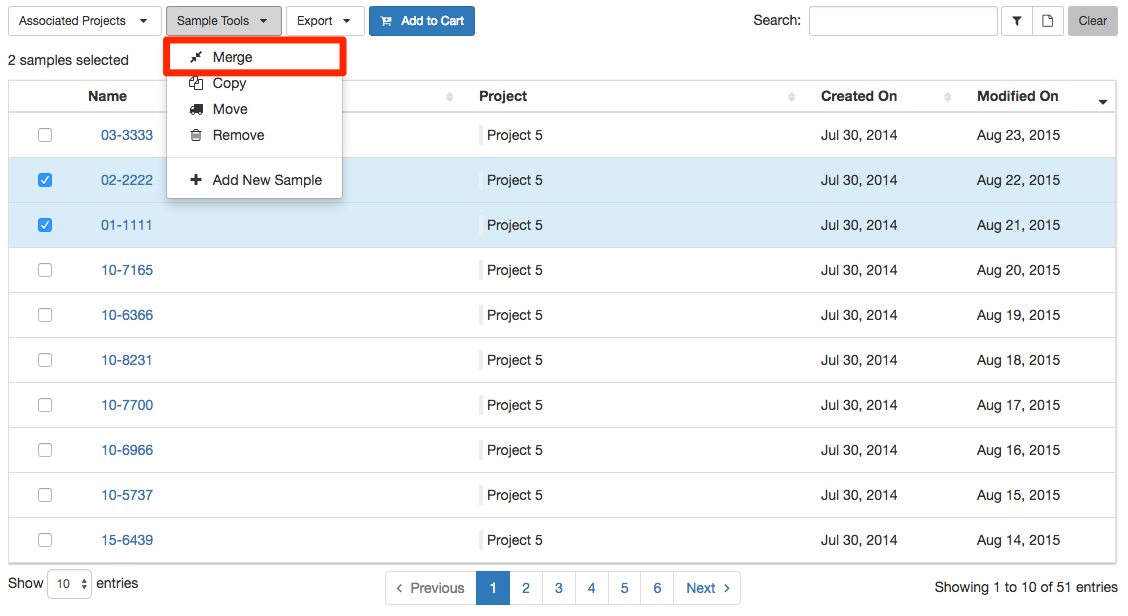 Associated Projects Sample Tools Export Add to Cart Search: Clear
2 samples selected
Merge
Copy
Move
Remove
Add New Sample
Name Project Created On Modified On
03-3333 Project 5 Jul 30, 2014 Aug 23, 2015
02-2222 Project 5 Jul 30, 2014 Aug 22, 2015
01-1111 Project 5 Jul 30, 2014 Aug 21, 2015
10-7165 Project 5 Jul 30, 2014 Aug 20, 2015
10-6366 Project 5 Jul 30, 2014 Aug 19, 2015
10-8231 Project 5 Jul 30, 2014 Aug 18, 2015
10-7700 Project 5 Jul 30, 2014 Aug 17, 2015
10-6966 Project 5 Jul 30, 2014 Aug 16, 2015
10-5737 Project 5 Jul 30, 2014 Aug 15, 2015
15-6439 Project 5 Jul 30, 2014 Aug 14, 2015
Show 10 entries Previous 1 2 3 4 5 6 Next Showing 1 to 10 of 51 entries